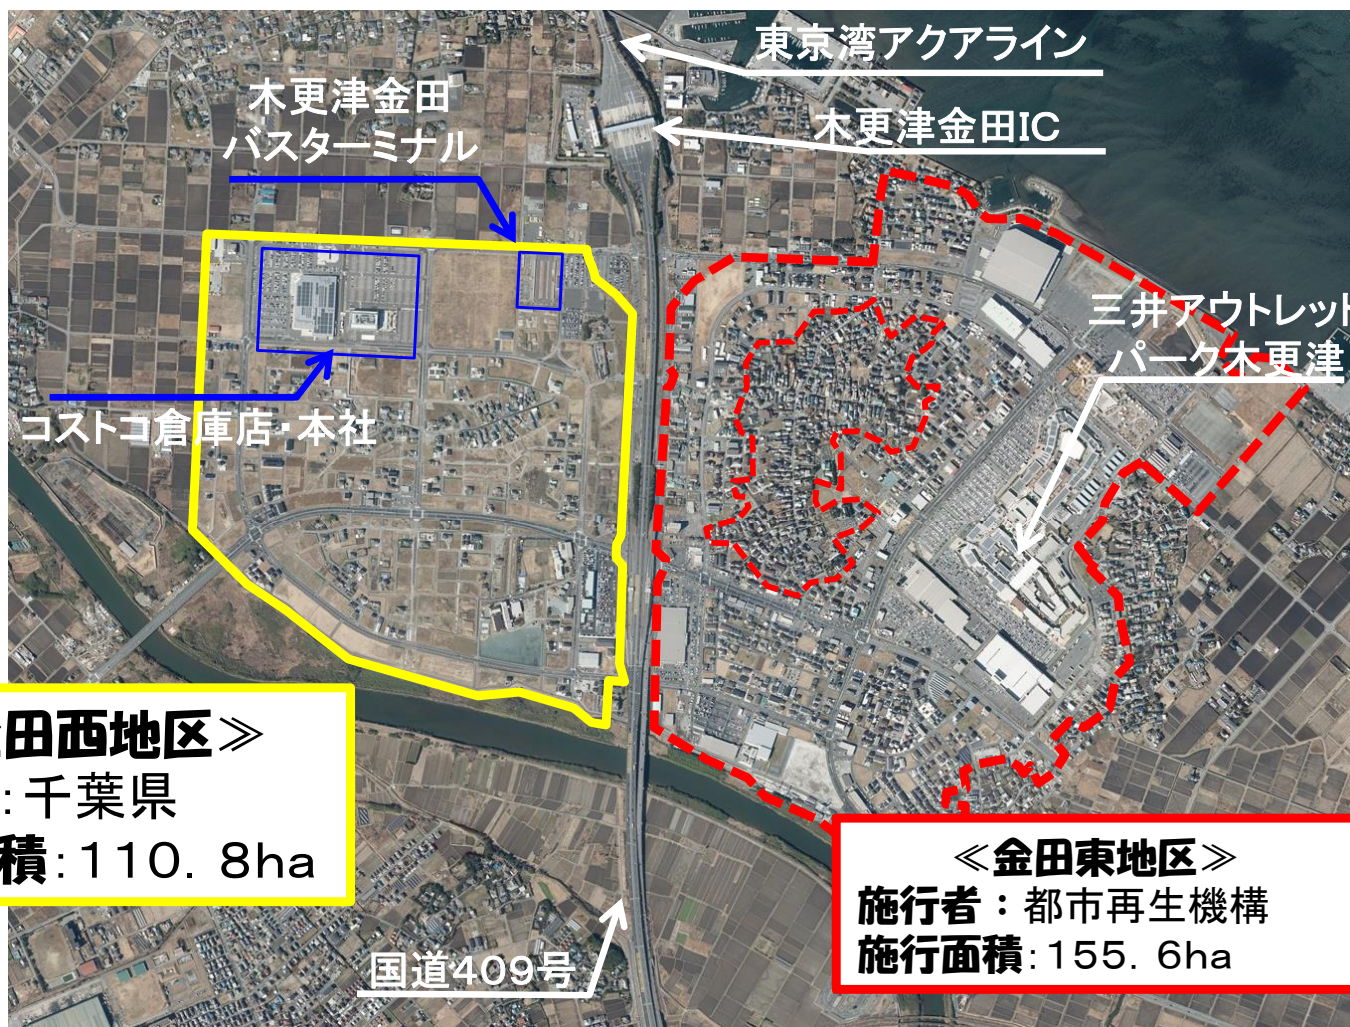 東京湾アクアライン
木更津金田
バスターミナル
木更津金田IC
三井アウトレット
パーク木更津
コストコ倉庫店・本社
田西地区≫
：千葉県
積：110．8ha
≪金田東地区≫
施行者：都市再生機構
施行面積：155．6ha
国道409号